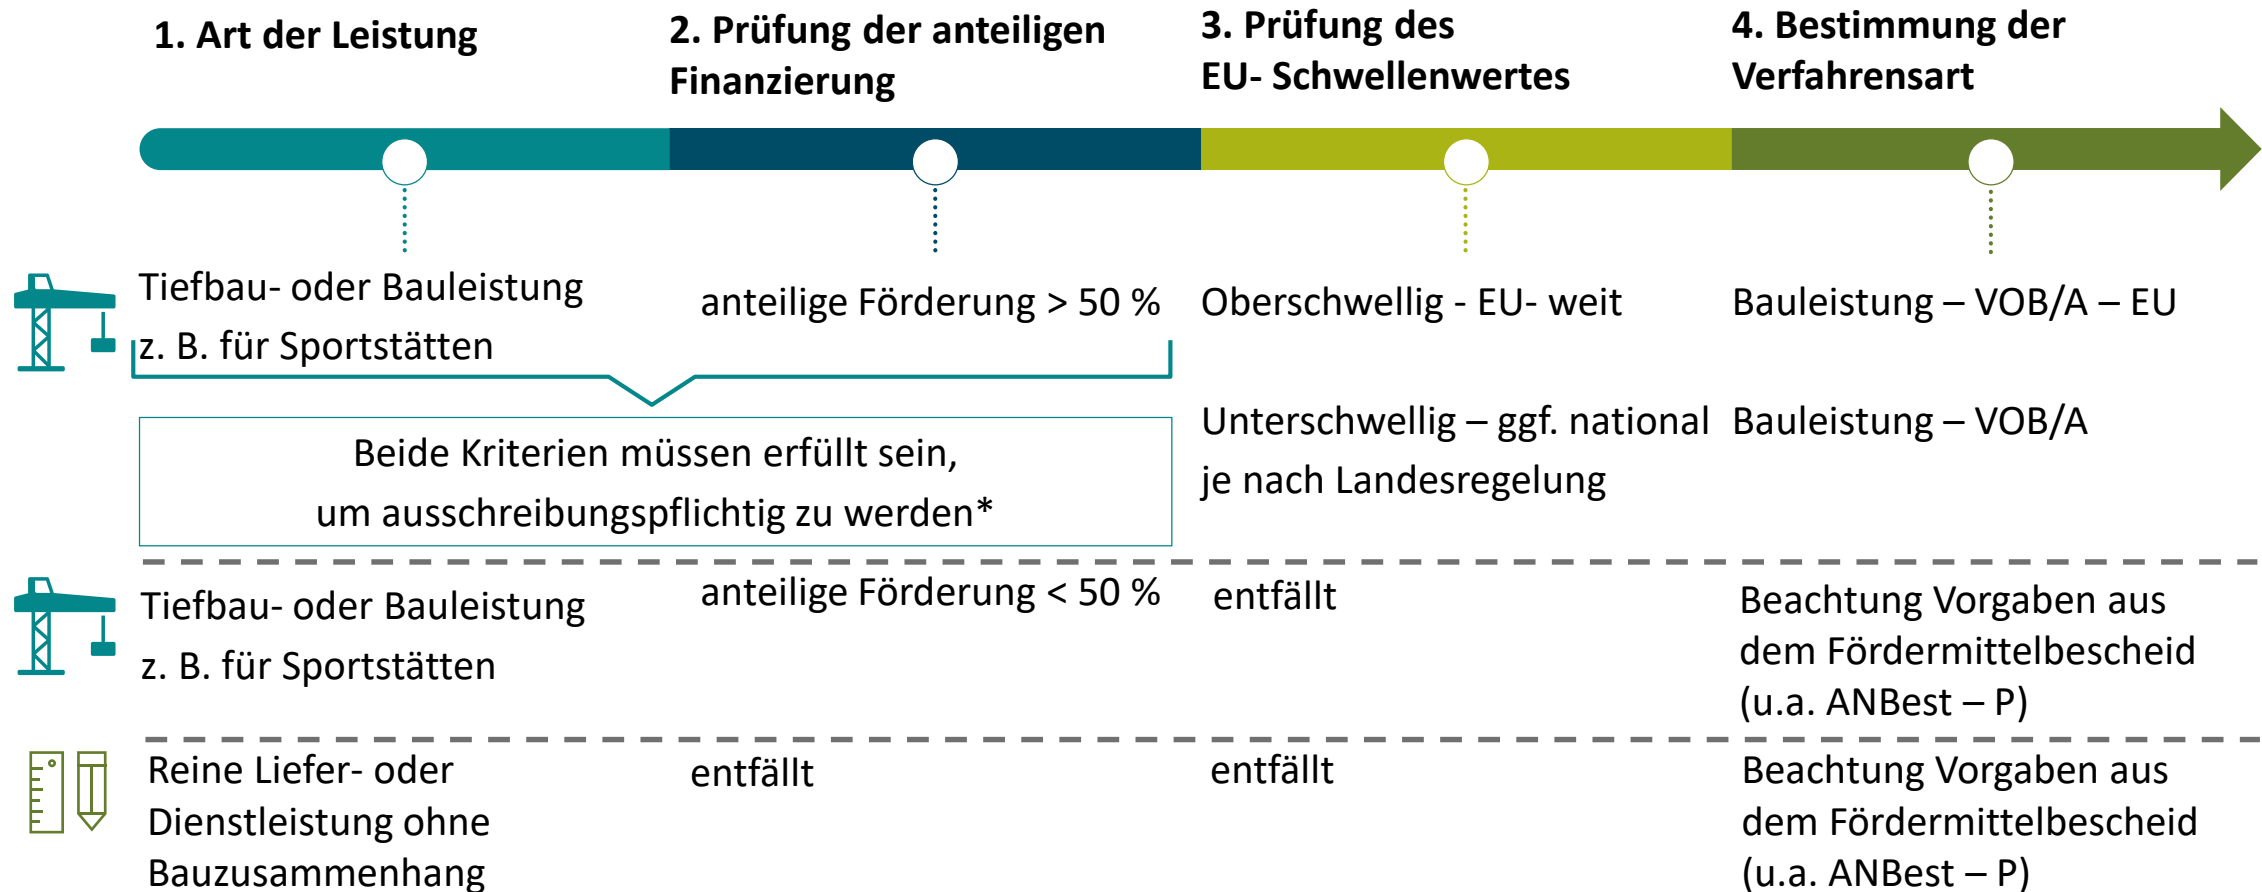 1. Art der Leistung
2. Prüfung der anteiligen
Finanzierung
3. Prüfung des
EU- Schwellenwertes
4. Bestimmung der
Verfahrensart
Tiefbau- oder Bauleistung
z. B. für Sportstätten
anteilige Förderung > 50 %
Oberschwellig - EU- weit
Bauleistung – VOB/A – EU
Beide Kriterien müssen erfüllt sein,
um ausschreibungspflichtig zu werden*
Unterschwellig – ggf. national
je nach Landesregelung
Bauleistung – VOB/A
Tiefbau- oder Bauleistung
z. B. für Sportstätten
anteilige Förderung < 50 %
entfällt
Beachtung Vorgaben aus
dem Fördermittelbescheid
(u.a. ANBest – P)
Reine Liefer- oder
Dienstleistung ohne
Bauzusammenhang
entfällt
entfällt
Beachtung Vorgaben aus
dem Fördermittelbescheid
(u.a. ANBest – P)